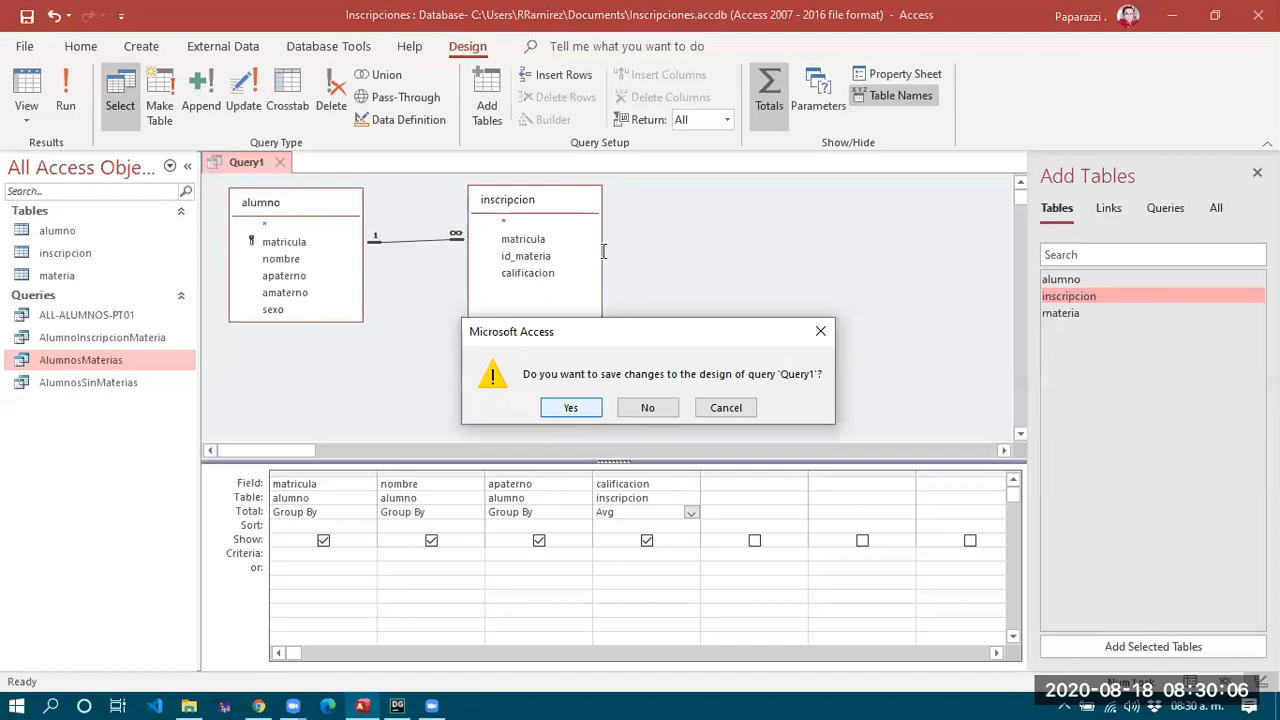 Inscripciones : Database- C:\Users\RRamirez\Documents\Inscripciones.accdb (Access 2007 - 2016 file format) - Access
Paparazzi .
File Home Create External Data Database Tools Help Design Tell me what you want to do
View
Run
Results
Select
Make Table
Append
Update
Crosstab
Delete
Union
Pass-Through
Data Definition
Query Type
Add Tables
Insert Rows
Delete Rows
Builder
Insert Columns
Delete Columns
Return: All
Query Setup
Totals
Parameters
Property Sheet
XYZ
Table Names
Show/Hide
All Access Obje...
Search...
Tables
alumno
inscripcion
materia
Queries
ALL-ALUMNOS-PT01
AlumnoInscripcionMateria
AlumnosMaterias
AlumnosSinMaterias
Query1
alumno
*
matricula
nombre
apaterno
amaterno
sexo
1 ∞
inscripcion
*
matricula
id_materia
calificacion
Microsoft Access
Do you want to save changes to the design of query 'Query1'?
Yes No Cancel
Field: matricula nombre apaterno calificacion
Table: alumno alumno alumno inscripcion
Total: Group By Group By Group By Avg
Sort:
Show:
Criteria:
or:
Add Tables
Tables Links Queries All
Search
alumno
inscripcion
materia
Add Selected Tables
Ready
Num Lock
SQL
2020-08-18 08:30:06
08:30 a. m.